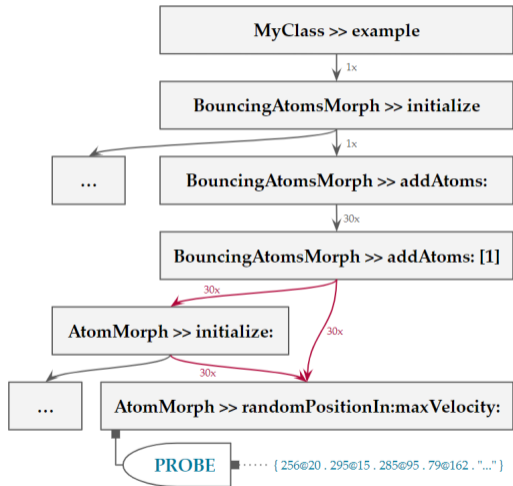 MyClass >> example
1x
BouncingAtomsMorph >> initialize
1x
...
BouncingAtomsMorph >> addAtoms:
30x
BouncingAtomsMorph >> addAtoms: [1]
30x
30x
AtomMorph >> initialize:
30x
...
AtomMorph >> randomPositionIn:maxVelocity:
PROBE
{ 256@20 . 295@15 . 285@95 . 79@162 . "..." }